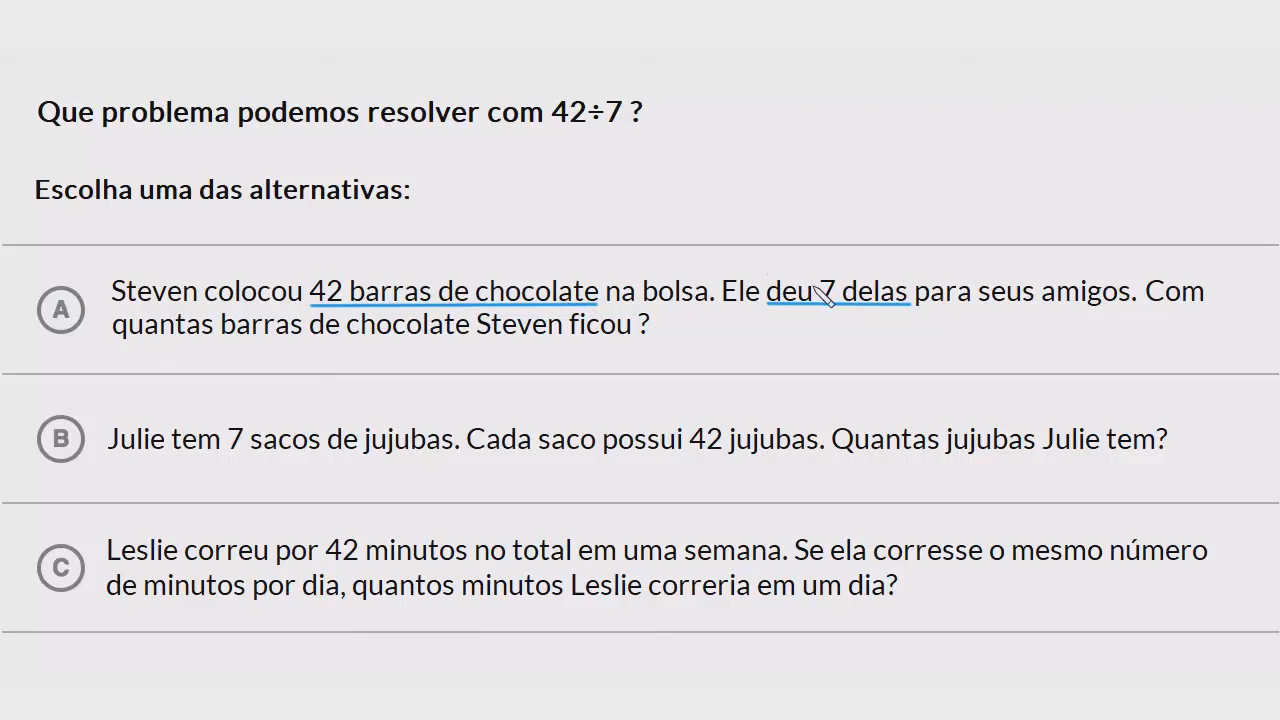 Que problema podemos resolver com 42÷7 ?
Escolha uma das alternativas:
A Steven colocou 42 barras de chocolate na bolsa. Ele deu 7 delas para seus amigos. Com
quantas barras de chocolate Steven ficou ?
B Julie tem 7 sacos de jujubas. Cada saco possui 42 jujubas. Quantas jujubas Julie tem?
C Leslie correu por 42 minutos no total em uma semana. Se ela corresse o mesmo número
de minutos por dia, quantos minutos Leslie correria em um dia?